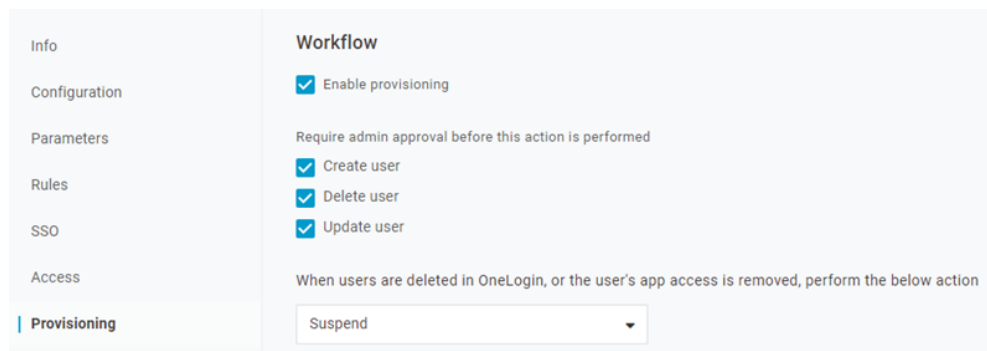 Info
Configuration
Parameters
Rules
SSO
Access
Provisioning
Workflow
Enable provisioning
Require admin approval before this action is performed
Create user
Delete user
Update user
When users are deleted in OneLogin, or the user's app access is removed, perform the below action
Suspend